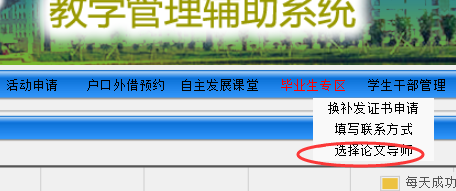 教学管理辅助系统
活动申请 户口外借预约 自主发展课堂 毕业生专区 学生干部管理
换补发证书申请
填写联系方式
选择论文导师
每天成功